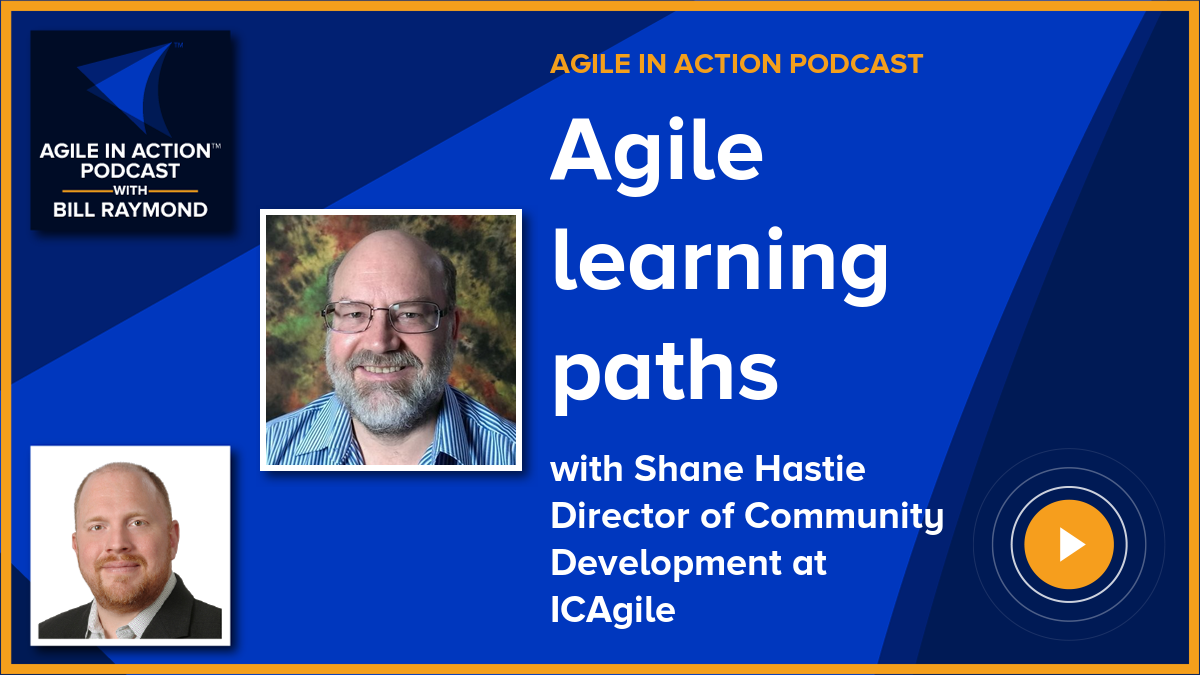 AGILE IN ACTION™
PODCAST
WITH
BILL RAYMOND
AGILE IN ACTION PODCAST
Agile
learning
paths
with Shane Hastie
Director of Community
Development at
ICAgile
TM